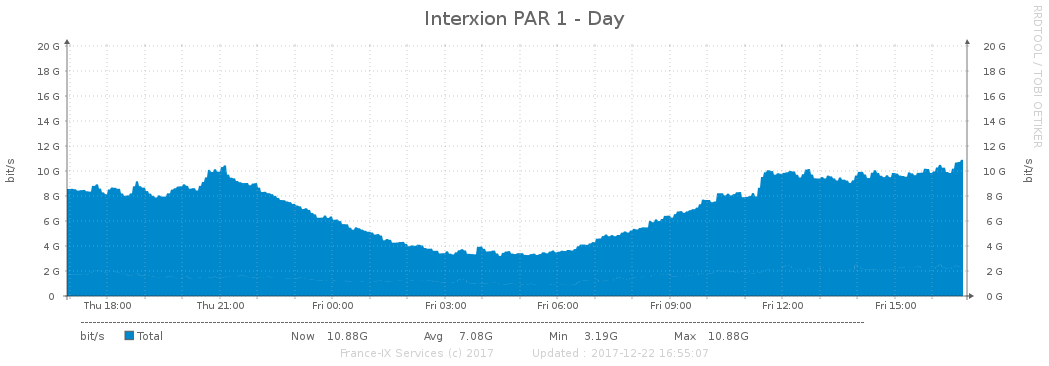 Interxion PAR 1 - Day
RRDTOOL / TOBI OETIKER
bit/s
20 G 20 G
18 G 18 G
16 G 16 G
14 G 14 G
12 G 12 G
10 G 10 G
8 G 8 G
6 G 6 G
4 G 4 G
2 G 2 G
0 0 G
bit/s
Thu 18:00 Thu 21:00 Fri 00:00 Fri 03:00 Fri 06:00 Fri 09:00 Fri 12:00 Fri 15:00
bit/s Total Now 10.88G Avg 7.08G Min 3.19G Max 10.88G
France-IX Services (c) 2017 Updated : 2017-12-22 16:55:07